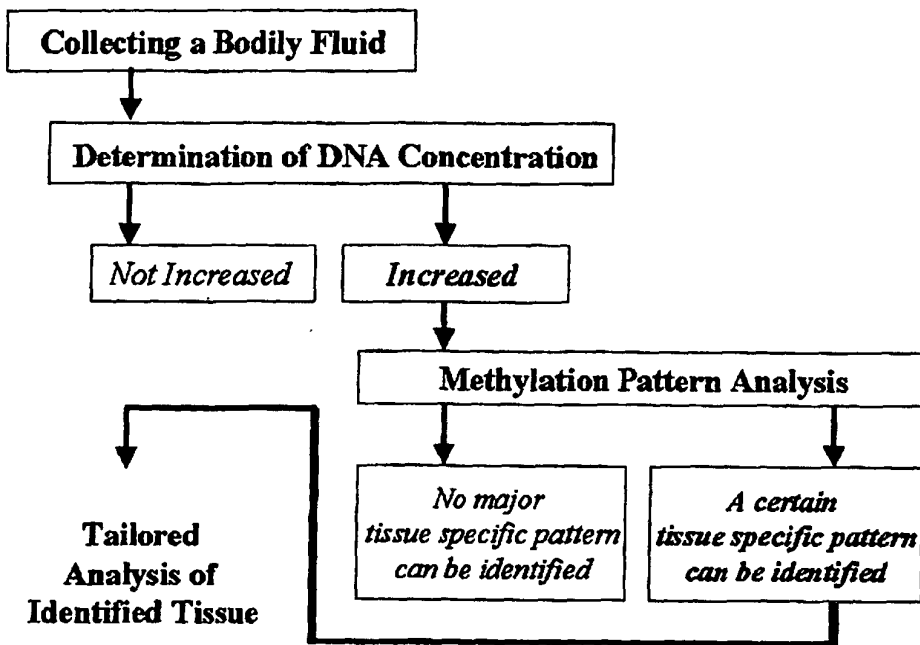 Collecting a Bodily Fluid
Determination of DNA Concentration
Not Increased
Increased
Methylation Pattern Analysis
No major
tissue specific pattern
can be identified
A certain
tissue specific pattern
can be identified
Tailored
Analysis of
Identified Tissue